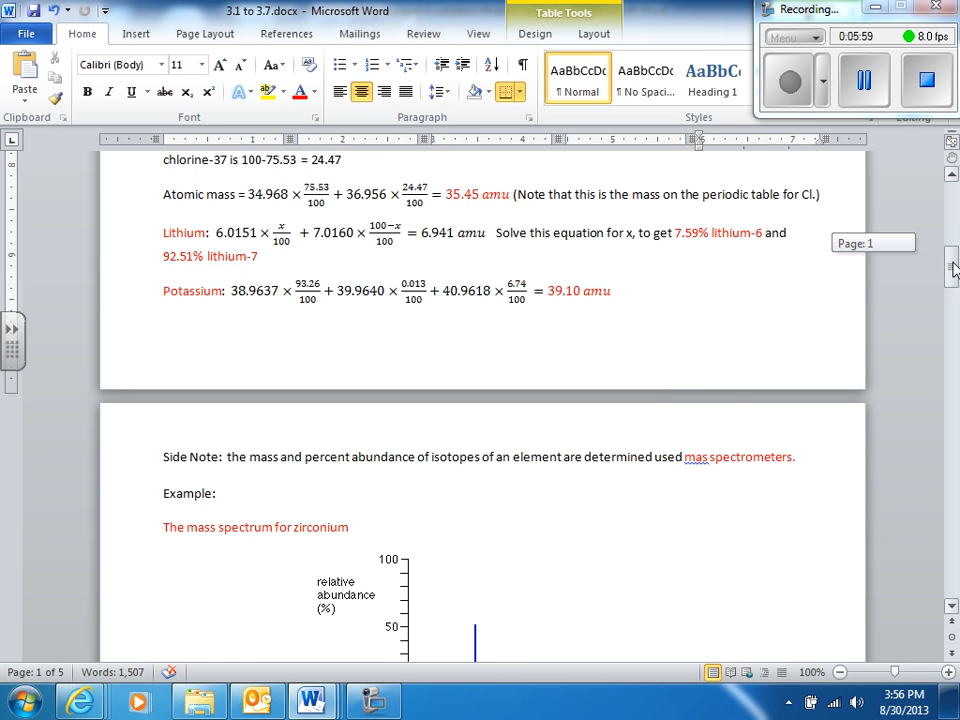 3.1 to 3.7.docx - Microsoft Word
Table Tools
Recording...
File Home Insert Page Layout References Mailings Review View Design Layout
Menu 0:05:59 8.0 fps
Paste
Calibri (Body) 11
AaBbCcDc AaBbCcDc AaBbCc
¶ Normal ¶ No Spaci... Heading 1
Clipboard Font Paragraph Styles Editing
chlorine-37 is 100-75.53 = 24.47
Atomic mass = 34.968 × 75.53/100 + 36.956 × 24.47/100 = 35.45 amu (Note that this is the mass on the periodic table for Cl.)
Lithium: 6.0151 × x/100 + 7.0160 × 100−x/100 = 6.941 amu Solve this equation for x, to get 7.59% lithium-6 and
92.51% lithium-7
Page: 1
Potassium: 38.9637 × 93.26/100 + 39.9640 × 0.013/100 + 40.9618 × 6.74/100 = 39.10 amu
Side Note: the mass and percent abundance of isotopes of an element are determined used mas spectrometers.
Example:
The mass spectrum for zirconium
100
relative
abundance
(%)
50
Page: 1 of 5 Words: 1,507 100%
3:56 PM
8/30/2013